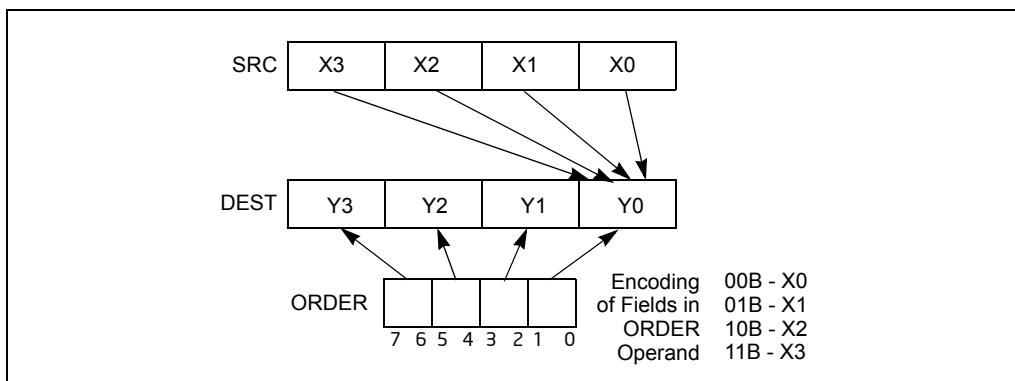 SRC X3 X2 X1 X0
DEST Y3 Y2 Y1 Y0
ORDER
7 6 5 4 3 2 1 0
Encoding 00B - X0
of Fields in 01B - X1
ORDER 10B - X2
Operand 11B - X3